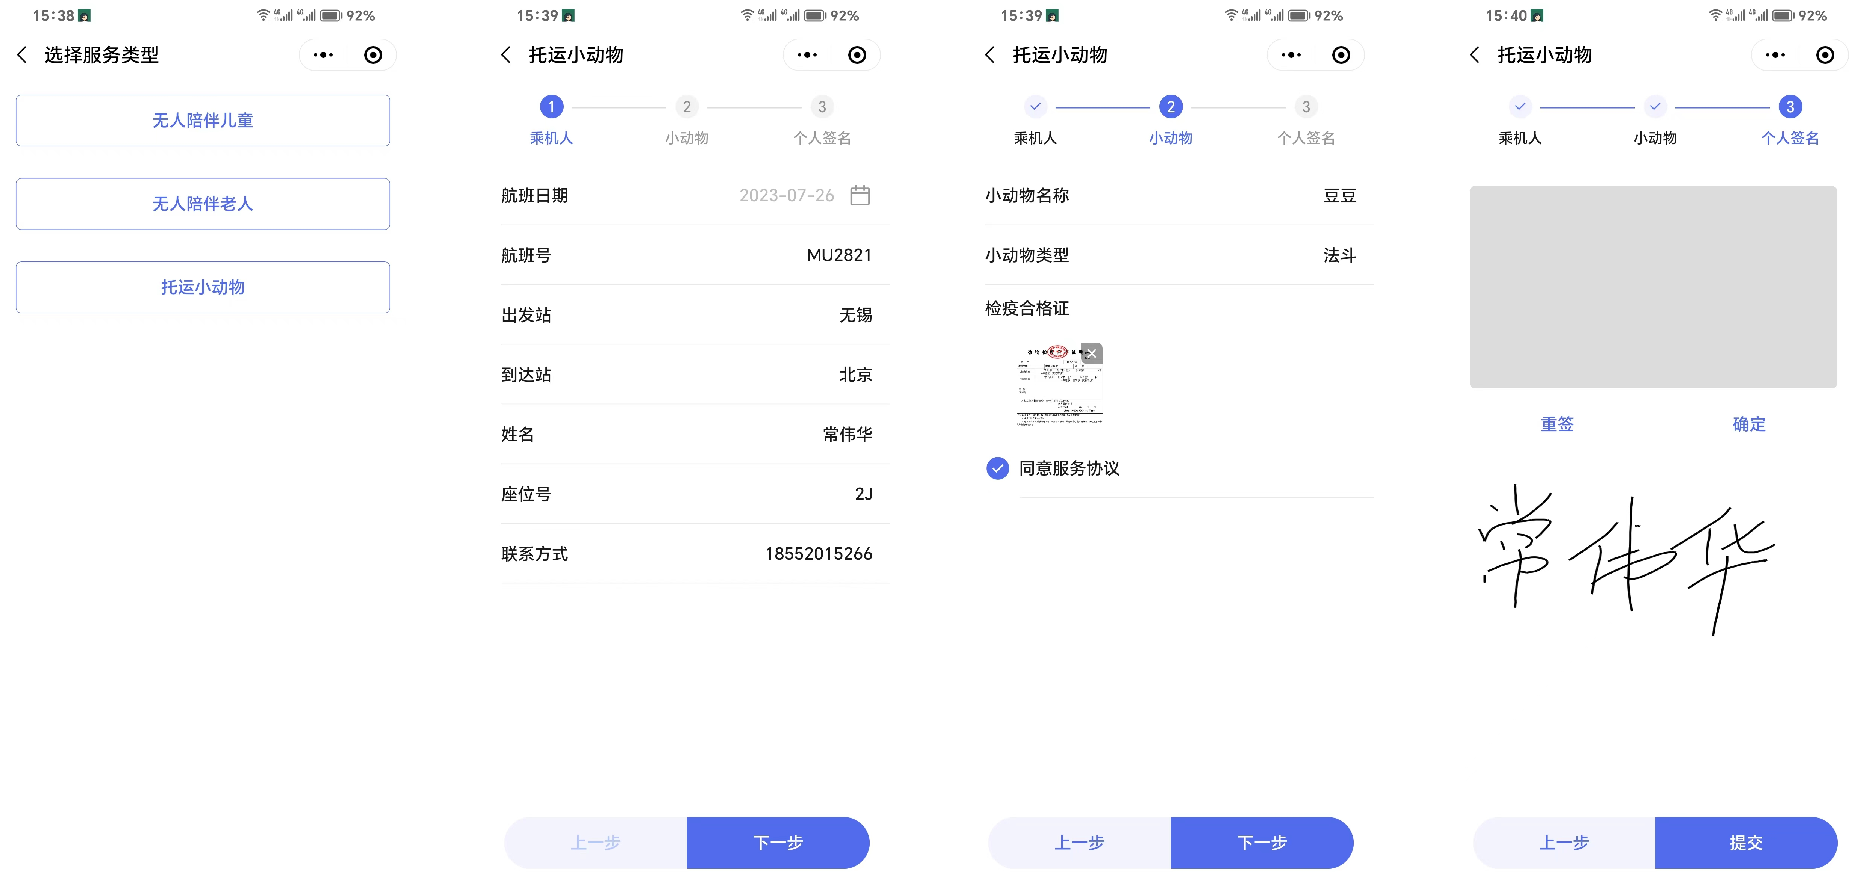 15:38
92%
选择服务类型
无人陪伴儿童
无人陪伴老人
托运小动物
15:39
92%
托运小动物
1 2 3
乘机人 小动物 个人签名
航班日期 2023-07-26
航班号 MU2821
出发站 无锡
到达站 北京
姓名 常伟华
座位号 2J
联系方式 18552015266
上一步 下一步
15:39
92%
托运小动物
2 3
乘机人 小动物 个人签名
小动物名称 豆豆
小动物类型 法斗
检疫合格证
同意服务协议
上一步 下一步
15:40
92%
托运小动物
3
乘机人 小动物 个人签名
重签 确定
常伟华
上一步 提交